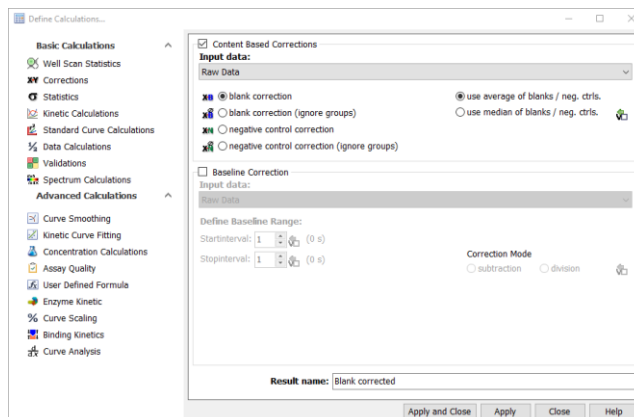 Define Calculations...
Basic Calculations
Well Scan Statistics
Corrections
Statistics
Kinetic Calculations
Standard Curve Calculations
Data Calculations
Validations
Spectrum Calculations
Advanced Calculations
Curve Smoothing
Kinetic Curve Fitting
Concentration Calculations
Assay Quality
User Defined Formula
Enzyme Kinetic
Curve Scaling
Binding Kinetics
Curve Analysis
Content Based Corrections
Input data:
Raw Data
blank correction
use average of blanks / neg. ctrls.
blank correction (ignore groups)
use median of blanks / neg. ctrls.
negative control correction
negative control correction (ignore groups)
Baseline Correction
Input data:
Raw Data
Define Baseline Range:
Startinterval: 1 (0 s)
Stopinterval: 1 (0 s)
Correction Mode
subtraction division
Result name: Blank corrected
Apply and Close Apply Close Help